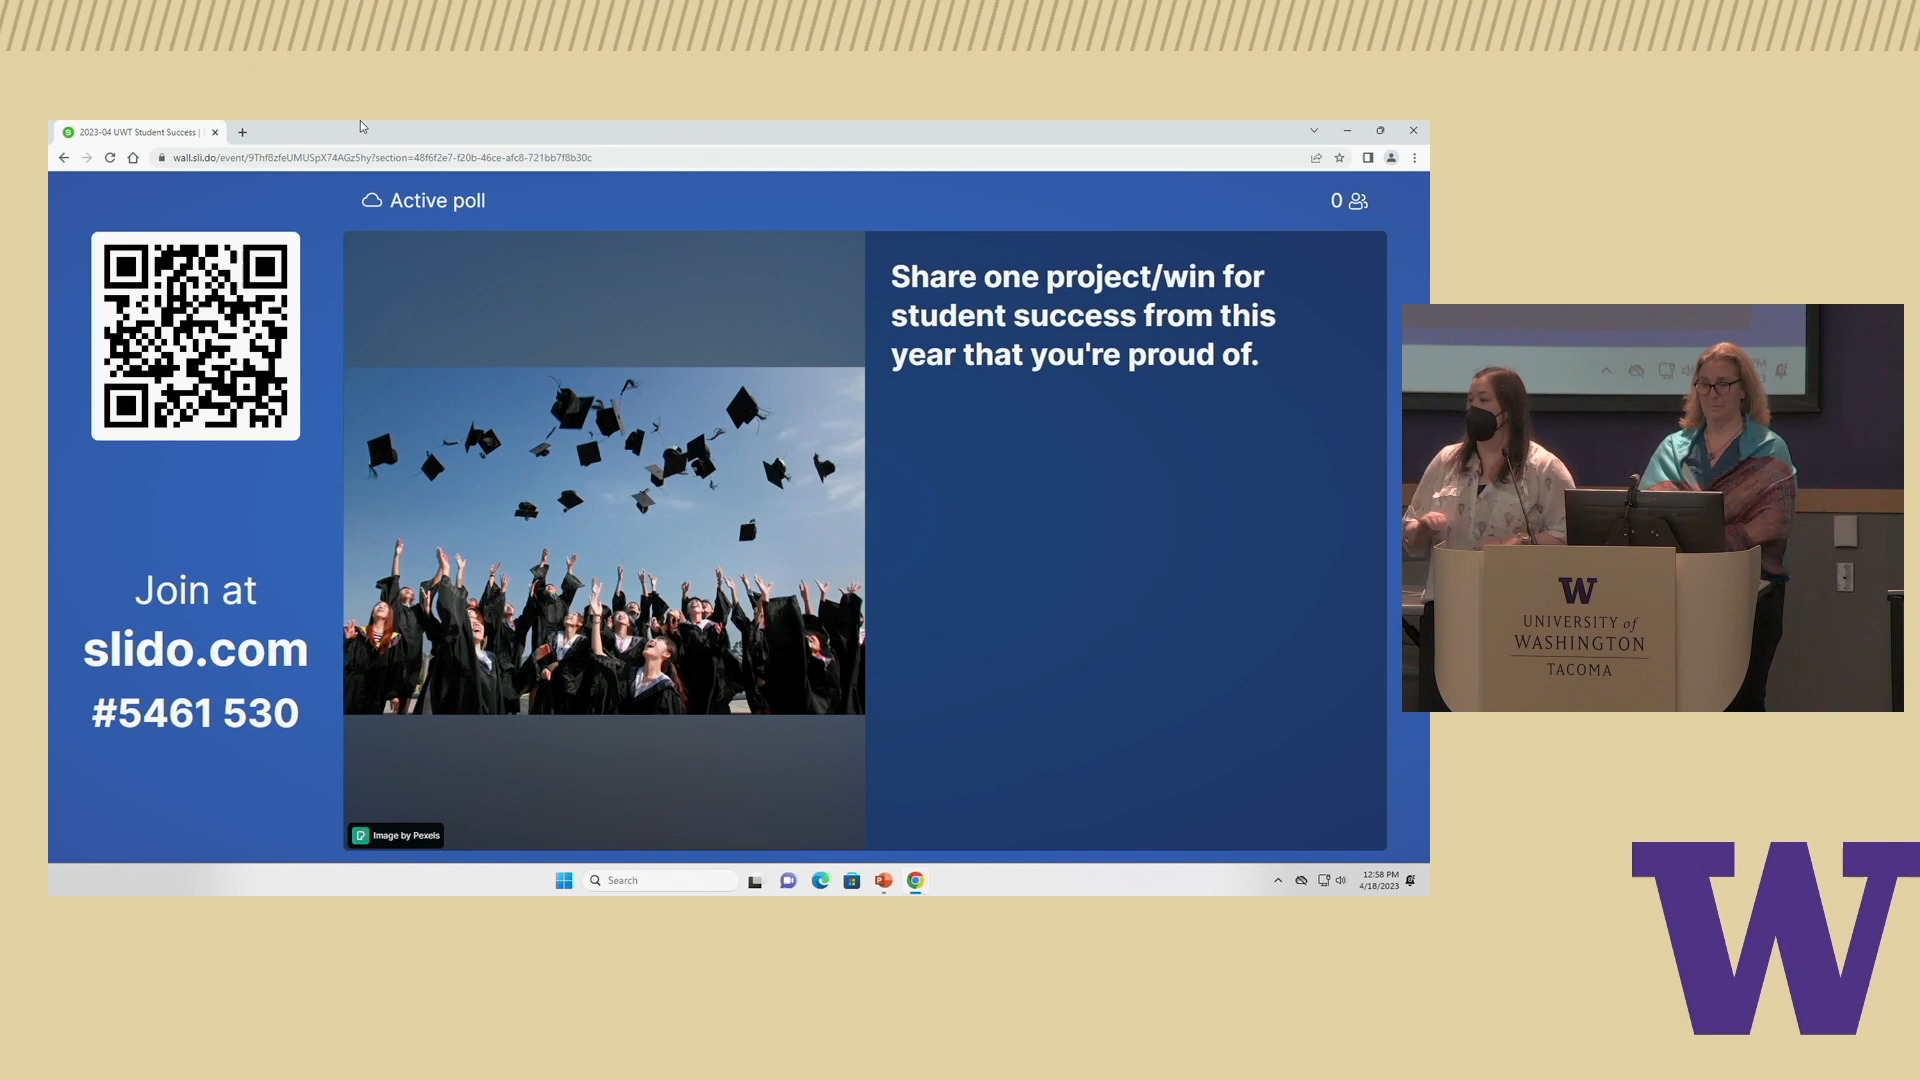 2023-04 UWT Student Success |
wall.sli.do/event/9Thf8zfeUMUSpX74AGz5hy?section=48f6f2e7-f20b-46ce-afc8-721bb7f8b30c
Active poll
0
Share one project/win for
student success from this
year that you're proud of.
Join at
slido.com
#5461 530
Image by Pexels
Search
12:58 PM
4/18/2023
W
UNIVERSITY of
WASHINGTON
TACOMA
W